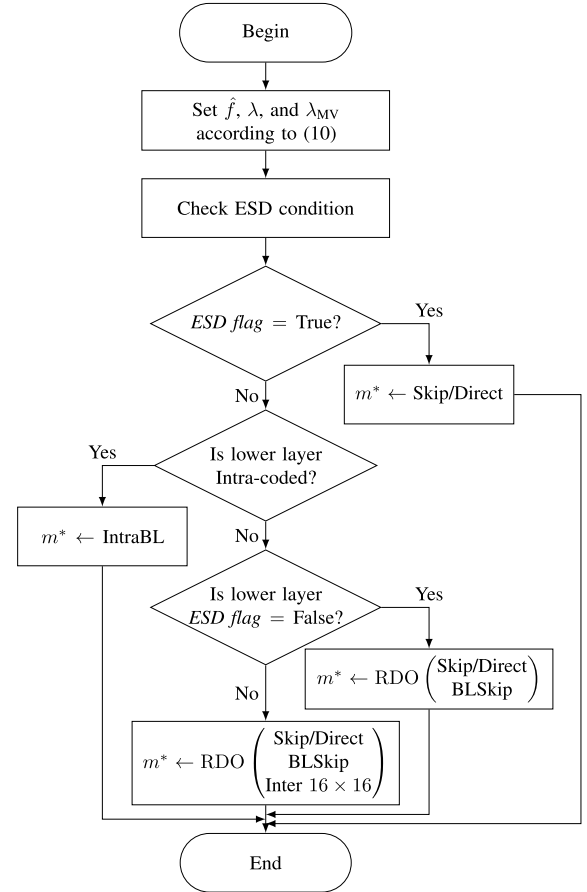 Begin
Set f̂, λ, and λ_MV
according to (10)
Check ESD condition
ESD flag = True?
Yes
m* ← Skip/Direct
No
Is lower layer
Intra-coded?
Yes
m* ← IntraBL
No
Is lower layer
ESD flag = False?
Yes
m* ← RDO (Skip/Direct
BLSkip)
No
m* ← RDO (Skip/Direct
BLSkip
Inter 16 × 16)
End